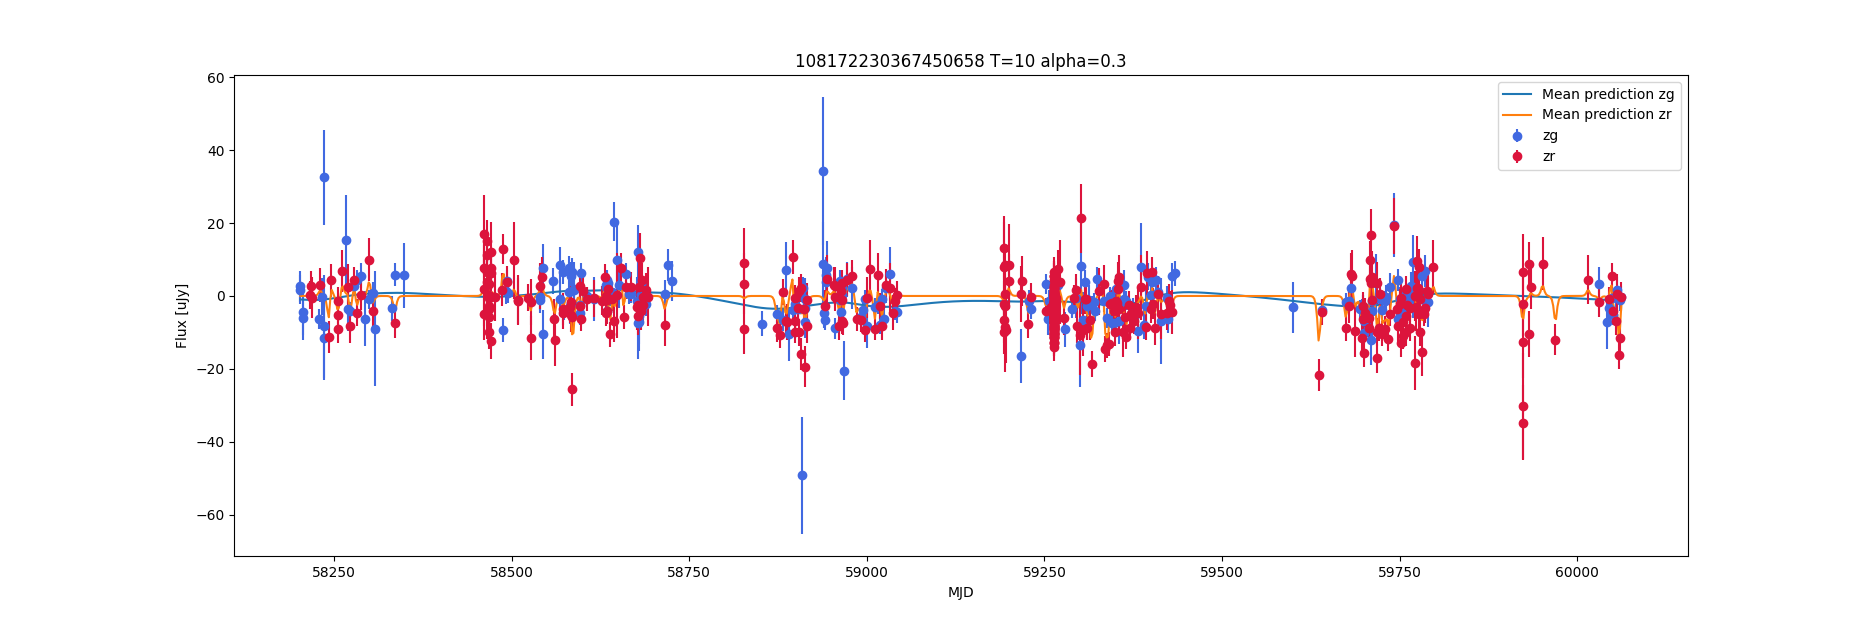 108172230367450658 T=10 alpha=0.3
60
40
20
0
−20
−40
−60
Flux [uJy]
58250
58500
58750
59000
59250
59500
59750
60000
MJD
Mean prediction zg
Mean prediction zr
zg
zr